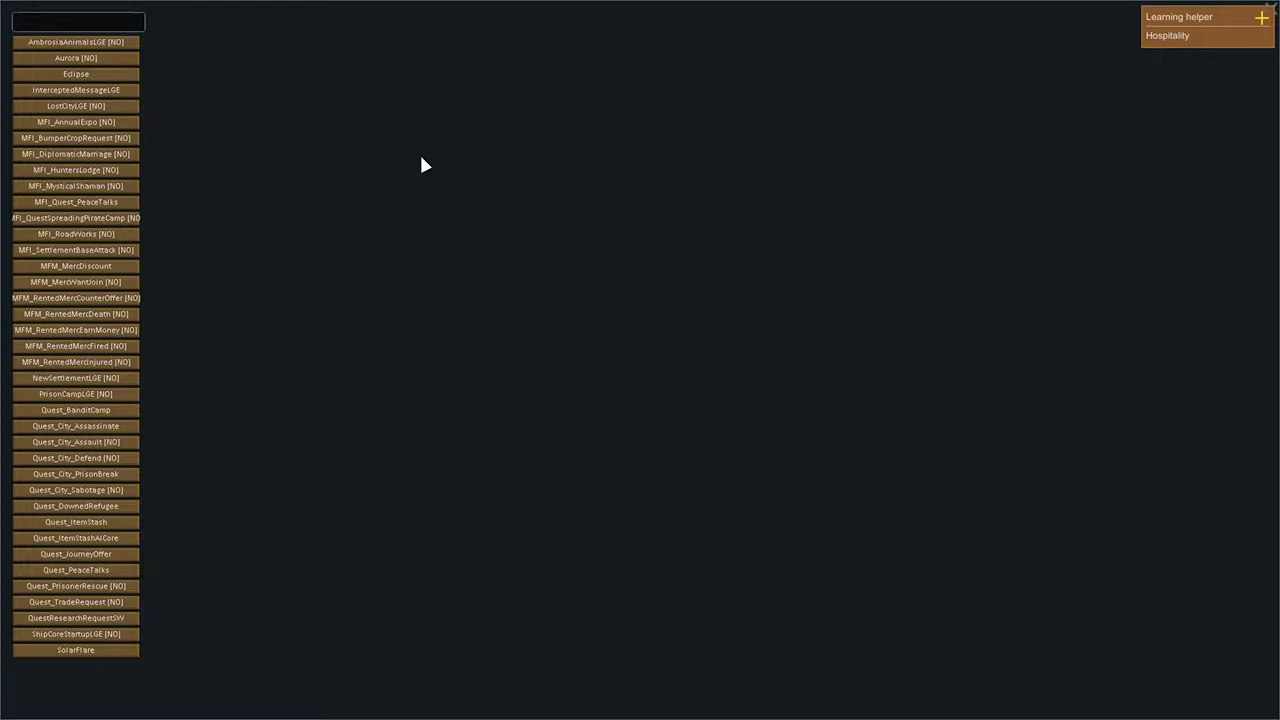 AmbrosiaAnimalsLGE [NO]
Aurora [NO]
Eclipse
InterceptedMessageLGE
LostCityLGE [NO]
MFI_AnnualExpo [NO]
MFI_BumperCropRequest [NO]
MFI_DiplomaticMarriage [NO]
MFI_HuntersLodge [NO]
MFI_MysticalShaman [NO]
MFI_Quest_PeaceTalks
MFI_QuestSpreadingPirateCamp [NO
MFI_RoadWorks [NO]
MFI_SettlementBaseAttack [NO]
MFM_MercDiscount
MFM_MercWantJoin [NO]
MFM_RentedMercCounterOffer [NO]
MFM_RentedMercDeath [NO]
MFM_RentedMercEarnMoney [NO]
MFM_RentedMercFired [NO]
MFM_RentedMercInjured [NO]
NewSettlementLGE [NO]
PrisonCampLGE [NO]
Quest_BanditCamp
Quest_City_Assassinate
Quest_City_Assault [NO]
Quest_City_Defend [NO]
Quest_City_PrisonBreak
Quest_City_Sabotage [NO]
Quest_DownedRefugee
Quest_ItemStash
Quest_ItemStashAICore
Quest_JourneyOffer
Quest_PeaceTalks
Quest_PrisonerRescue [NO]
Quest_TradeRequest [NO]
QuestResearchRequestSW
ShipCoreStartupLGE [NO]
SolarFlare
Learning helper
Hospitality